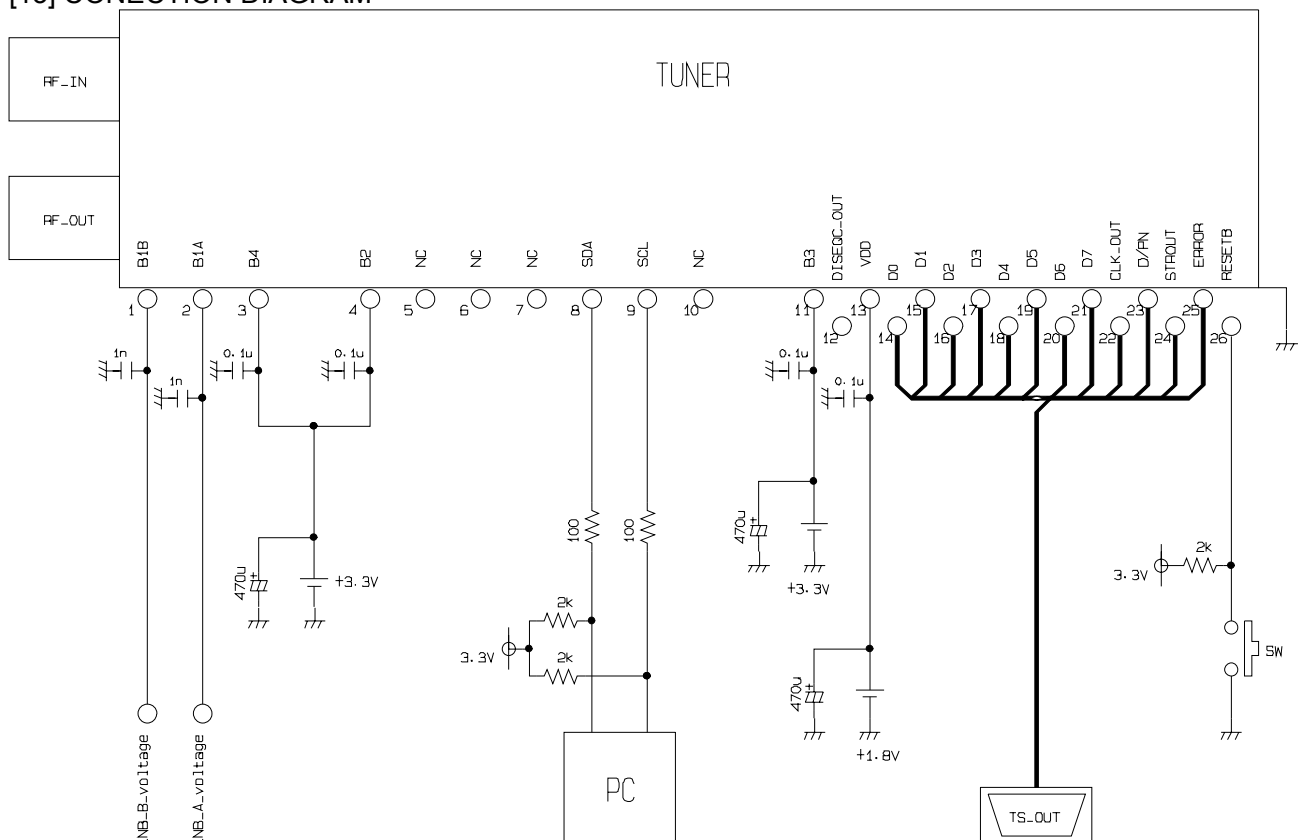 [10] CONECTION DIAGRAM
TUNER
RF_IN
RF_OUT
B1B
B1A
B4
B2
NC
NC
NC
SDA
SCL
NC
B3
DISEQC_OUT
VDD
D0
D1
D2
D3
D4
D5
D6
D7
CLK_OUT
D/PN
STROUT
ERROR
RESETB
1
2
3
4
5
6
7
8
9
10
11
12
13
14
15
16
17
18
19
20
21
22
23
24
25
26
1n
1n
0.1u
0.1u
0.1u
0.1u
470u
+3.3V
100
100
470u
+3.3V
3.3V
2k
2k
3.3V
2k
SW
470u
+1.8V
NB_B_voltage
NB_A_voltage
PC
TS_OUT